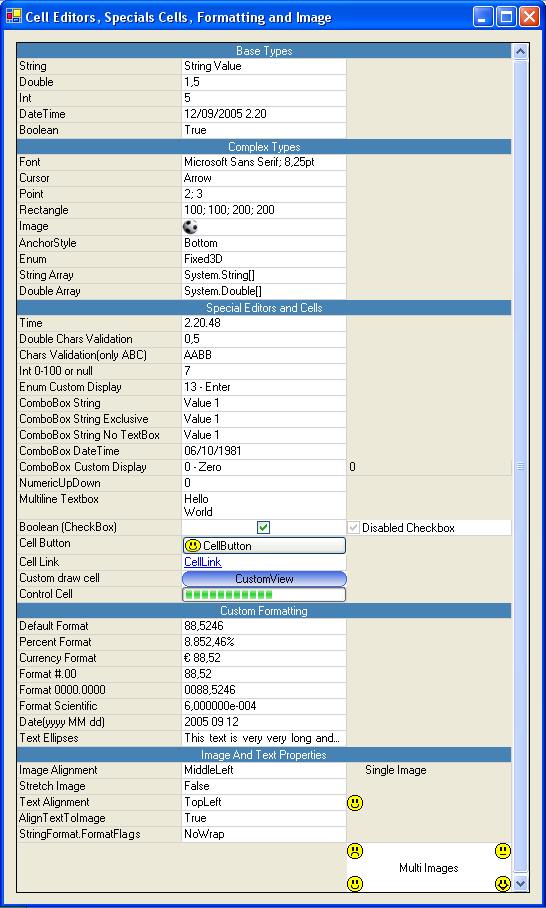 Cell Editors, Specials Cells, Formatting and Image
Base Types
String String Value
Double 1,5
Int 5
DateTime 12/09/2005 2.20
Boolean True
Complex Types
Font Microsoft Sans Serif; 8,25pt
Cursor Arrow
Point 2; 3
Rectangle 100; 100; 200; 200
Image
AnchorStyle Bottom
Enum Fixed3D
String Array System.String[]
Double Array System.Double[]
Special Editors and Cells
Time 2.20.48
Double Chars Validation 0,5
Chars Validation(only ABC) AABB
Int 0-100 or null 7
Enum Custom Display 13 - Enter
ComboBox String Value 1
ComboBox String Exclusive Value 1
ComboBox String No TextBox Value 1
ComboBox DateTime 06/10/1981
ComboBox Custom Display 0 - Zero 0
NumericUpDown 0
Multiline Textbox Hello
World
Boolean (CheckBox) Disabled Checkbox
Cell Button CellButton
Cell Link CellLink
Custom draw cell CustomView
Control Cell
Custom Formatting
Default Format 88,5246
Percent Format 8.852,46%
Currency Format € 88,52
Format #.00 88,52
Format 0000.0000 0088,5246
Format Scientific 6,000000e-004
Date(yyyy MM dd) 2005 09 12
Text Ellipses This text is very very long and...
Image And Text Properties
Image Alignment MiddleLeft Single Image
Stretch Image False
Text Alignment TopLeft
AlignTextToImage True
StringFormat.FormatFlags NoWrap
Multi Images